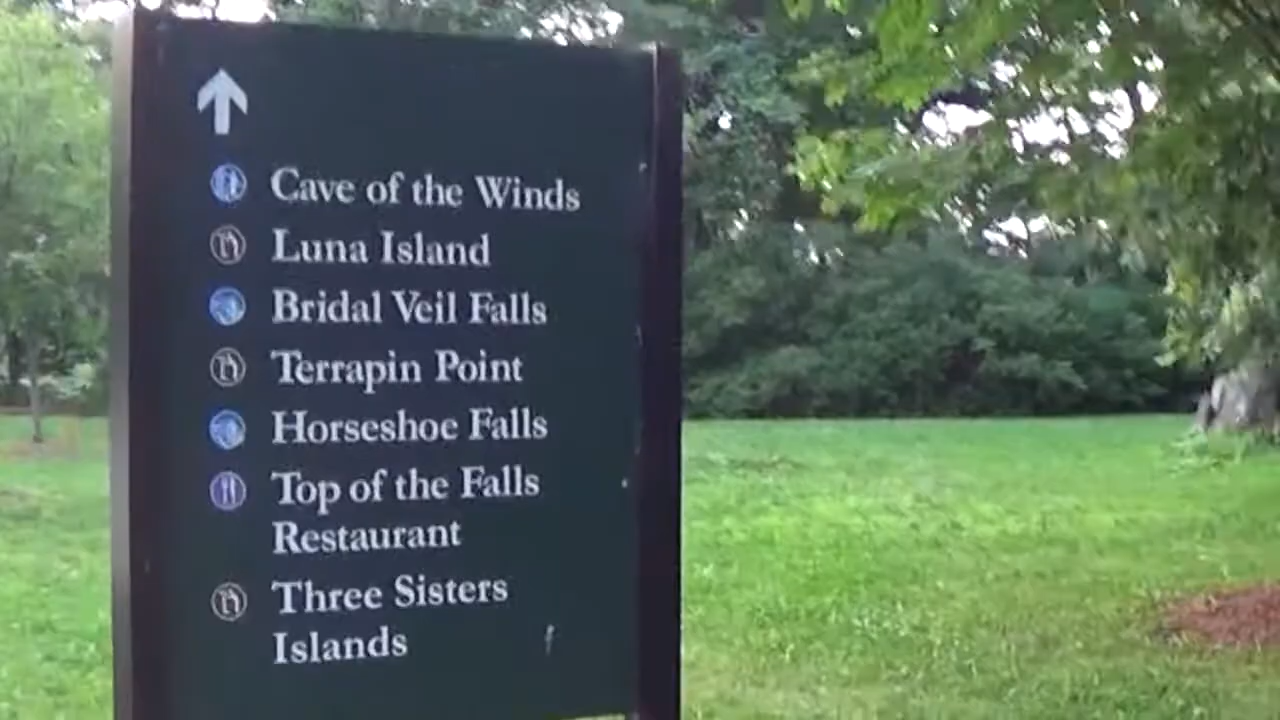 Cave of the Winds
Luna Island
Bridal Veil Falls
Terrapin Point
Horseshoe Falls
Top of the Falls
Restaurant
Three Sisters
Islands